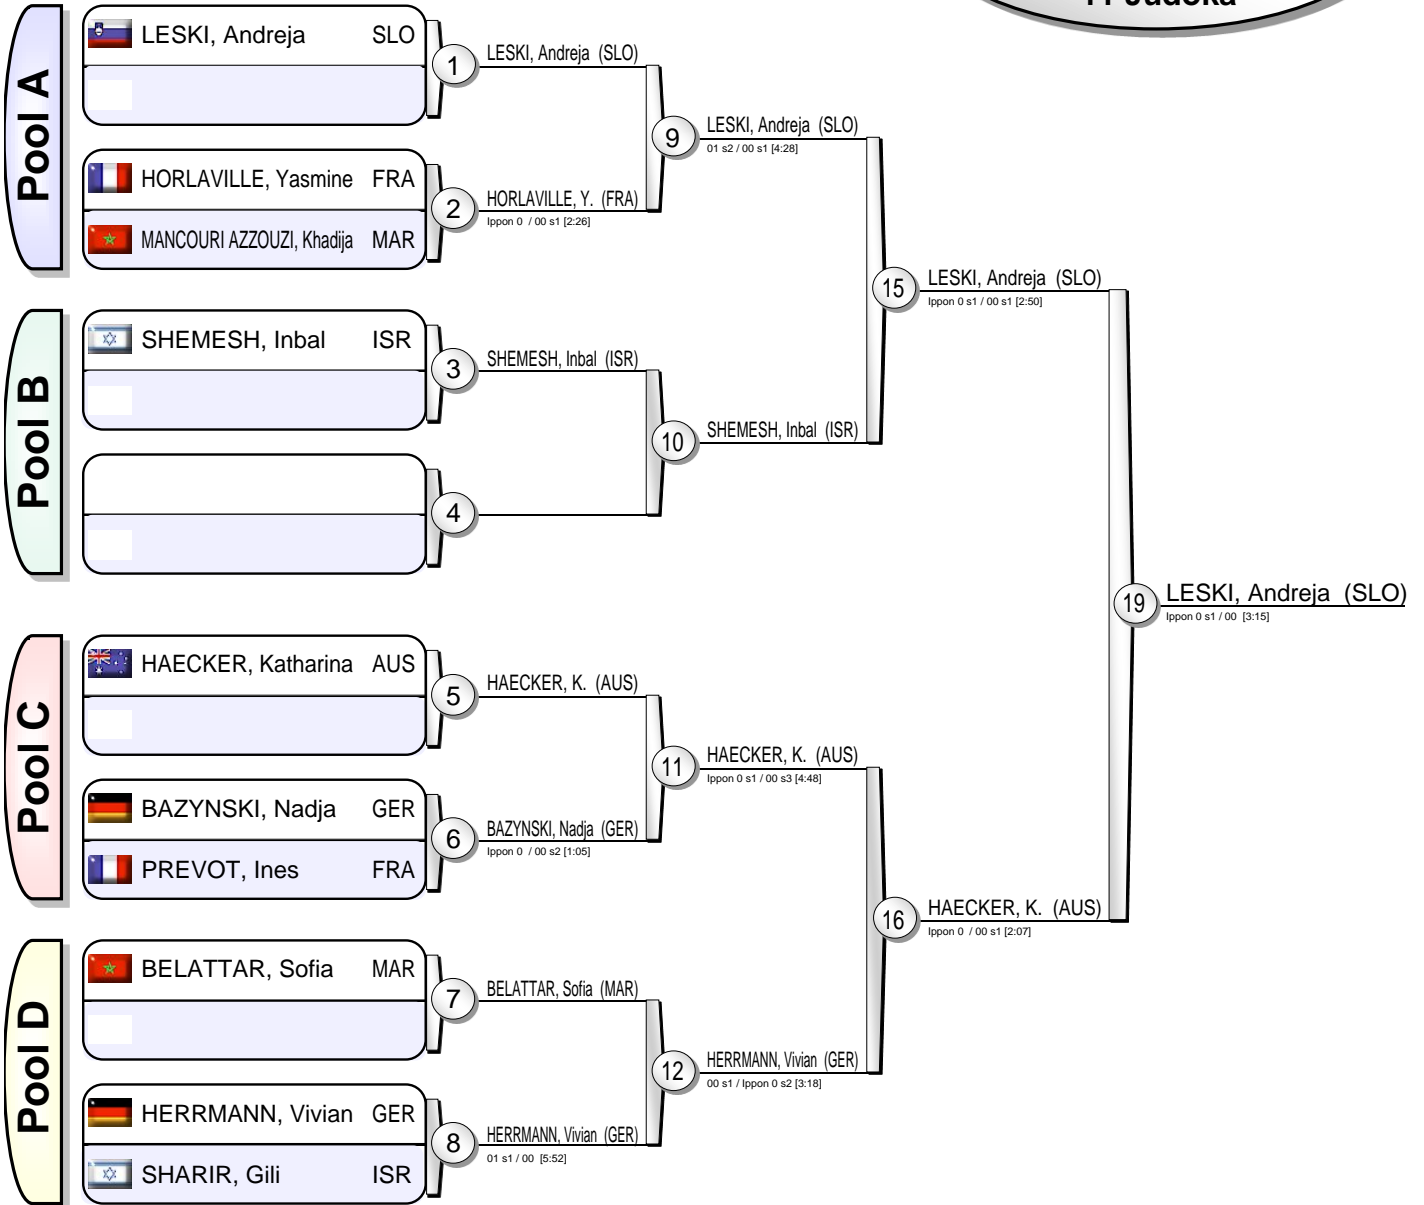 11 Judoka
Pool A
LESKI, Andreja SLO
HORLAVILLE, Yasmine FRA
MANCOURI AZZOUZI, Khadija MAR
1
LESKI, Andreja (SLO)
2
HORLAVILLE, Y. (FRA)
Ippon 0 / 00 s1 [2:26]
9
LESKI, Andreja (SLO)
01 s2 / 00 s1 [4:28]
Pool B
SHEMESH, Inbal ISR
3
SHEMESH, Inbal (ISR)
4
10
SHEMESH, Inbal (ISR)
15
LESKI, Andreja (SLO)
Ippon 0 s1 / 00 s1 [2:50]
Pool C
HAECKER, Katharina AUS
BAZYNSKI, Nadja GER
PREVOT, Ines FRA
5
HAECKER, K. (AUS)
6
BAZYNSKI, Nadja (GER)
Ippon 0 / 00 s2 [1:05]
11
HAECKER, K. (AUS)
Ippon 0 s1 / 00 s3 [4:48]
Pool D
BELATTAR, Sofia MAR
HERRMANN, Vivian GER
SHARIR, Gili ISR
7
BELATTAR, Sofia (MAR)
8
HERRMANN, Vivian (GER)
01 s1 / 00 [5:52]
12
HERRMANN, Vivian (GER)
00 s1 / Ippon 0 s2 [3:18]
16
HAECKER, K. (AUS)
Ippon 0 / 00 s1 [2:07]
19
LESKI, Andreja (SLO)
Ippon 0 s1 / 00 [3:15]